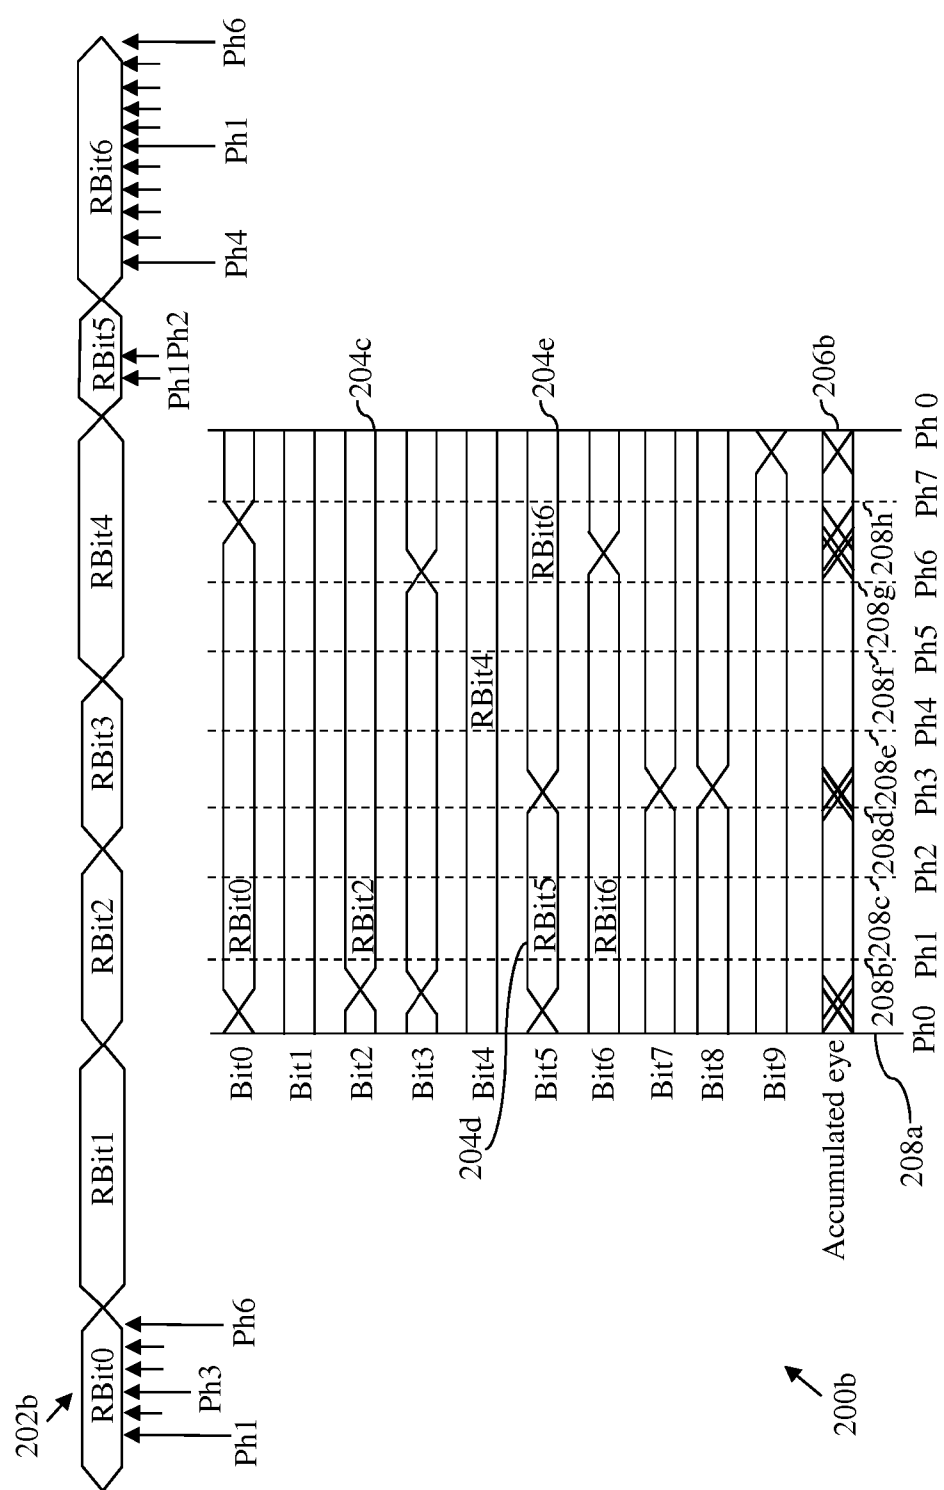 202b
RBit0
RBit1
RBit2
RBit3
RBit4
RBit5
RBit6
Ph1
Ph3
Ph6
Ph1
Ph2
Ph4
Ph1
Ph6
204c
204d
204e
Bit0
RBit0
Bit1
Bit2
RBit2
Bit3
Bit4
RBit4
Bit5
RBit5
RBit6
Bit6
RBit6
Bit7
Bit8
Bit9
Accumulated eye
206b
208a
208b
208c
208d
208e
208f
208g
208h
Ph0
Ph1
Ph2
Ph3
Ph4
Ph5
Ph6
Ph7
Ph 0
200b